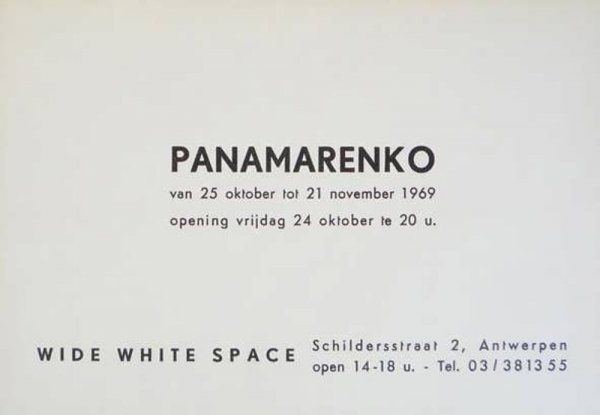 PANAMARENKO
van 25 oktober tot 21 november 1969
opening vrijdag 24 oktober te 20 u.
WIDE WHITE SPACE
Schildersstraat 2, Antwerpen
open 14-18 u. - Tel. 03/381355